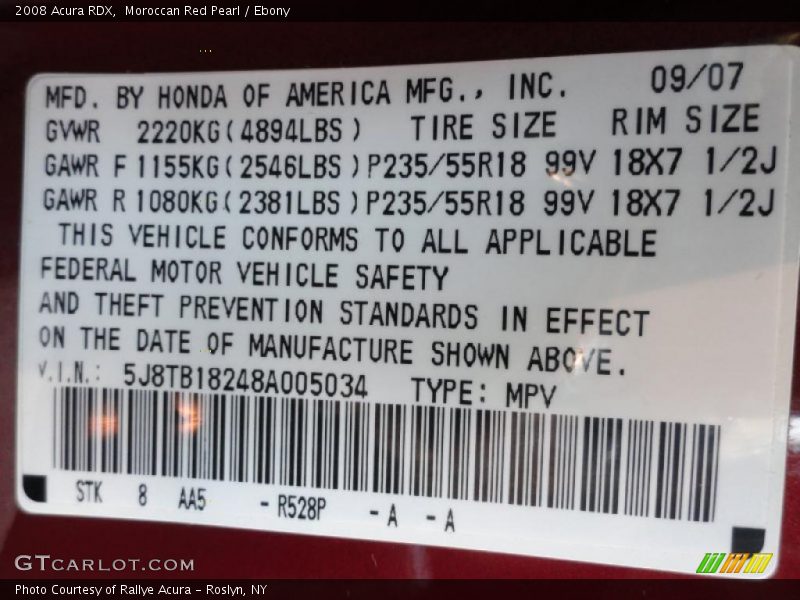 2008 Acura RDX,  Moroccan Red Pearl / Ebony
MFD. BY HONDA OF AMERICA MFG., INC. 09/07
GVWR 2220KG(4894LBS) TIRE SIZE RIM SIZE
GAWR F 1155KG(2546LBS) P235/55R18 99V 18X7 1/2J
GAWR R 1080KG(2381LBS) P235/55R18 99V 18X7 1/2J
THIS VEHICLE CONFORMS TO ALL APPLICABLE
FEDERAL MOTOR VEHICLE SAFETY
AND THEFT PREVENTION STANDARDS IN EFFECT
ON THE DATE OF MANUFACTURE SHOWN ABOVE.
V.I.N.: 5J8TB18248A005034 TYPE: MPV
STK 8 AA5 - R528P - A - A
GTCARLOT.COM
Photo Courtesy of Rallye Acura - Roslyn, NY